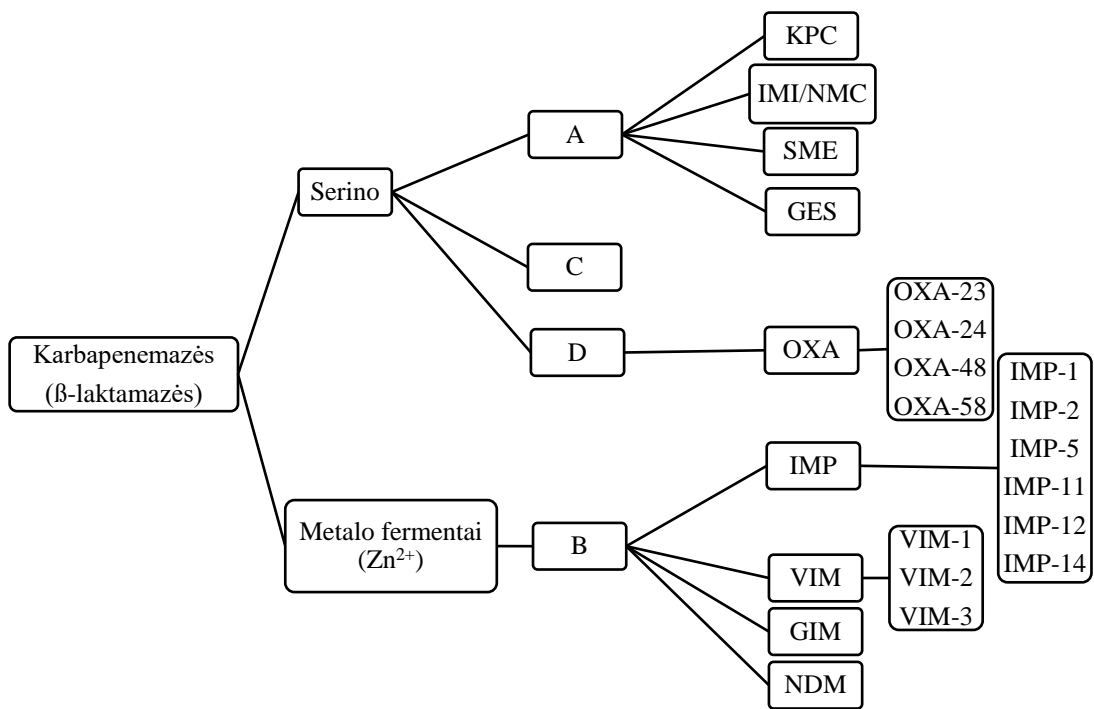 Karbapenemazės
(ß-laktamazės)
Serino
A
KPC
IMI/NMC
SME
GES
C
D
OXA
OXA-23
OXA-24
OXA-48
OXA-58
Metalo fermentai
(Zn²⁺)
B
IMP
IMP-1
IMP-2
IMP-5
IMP-11
IMP-12
IMP-14
VIM
VIM-1
VIM-2
VIM-3
GIM
NDM